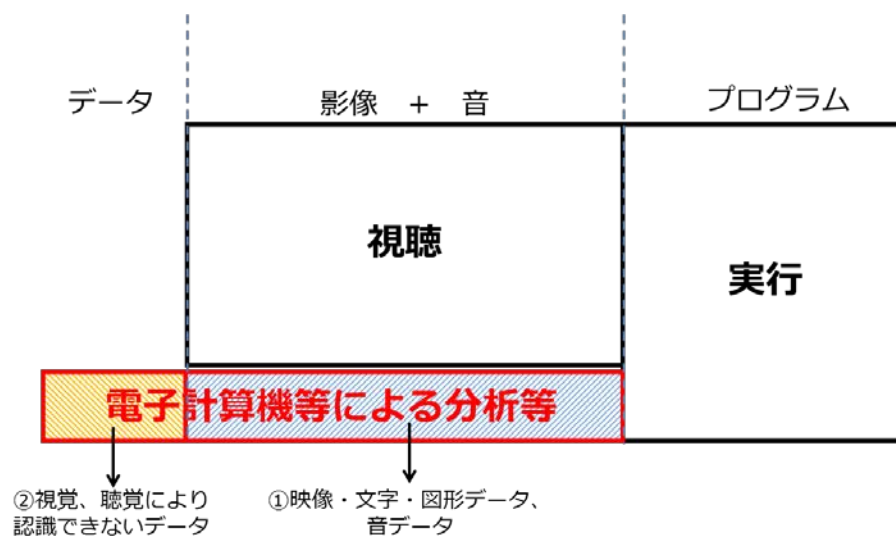 データ
影像 + 音
プログラム
視聴
実行
電子計算機等による分析等
②視覚、聴覚により
認識できないデータ
①映像・文字・図形データ、
音データ